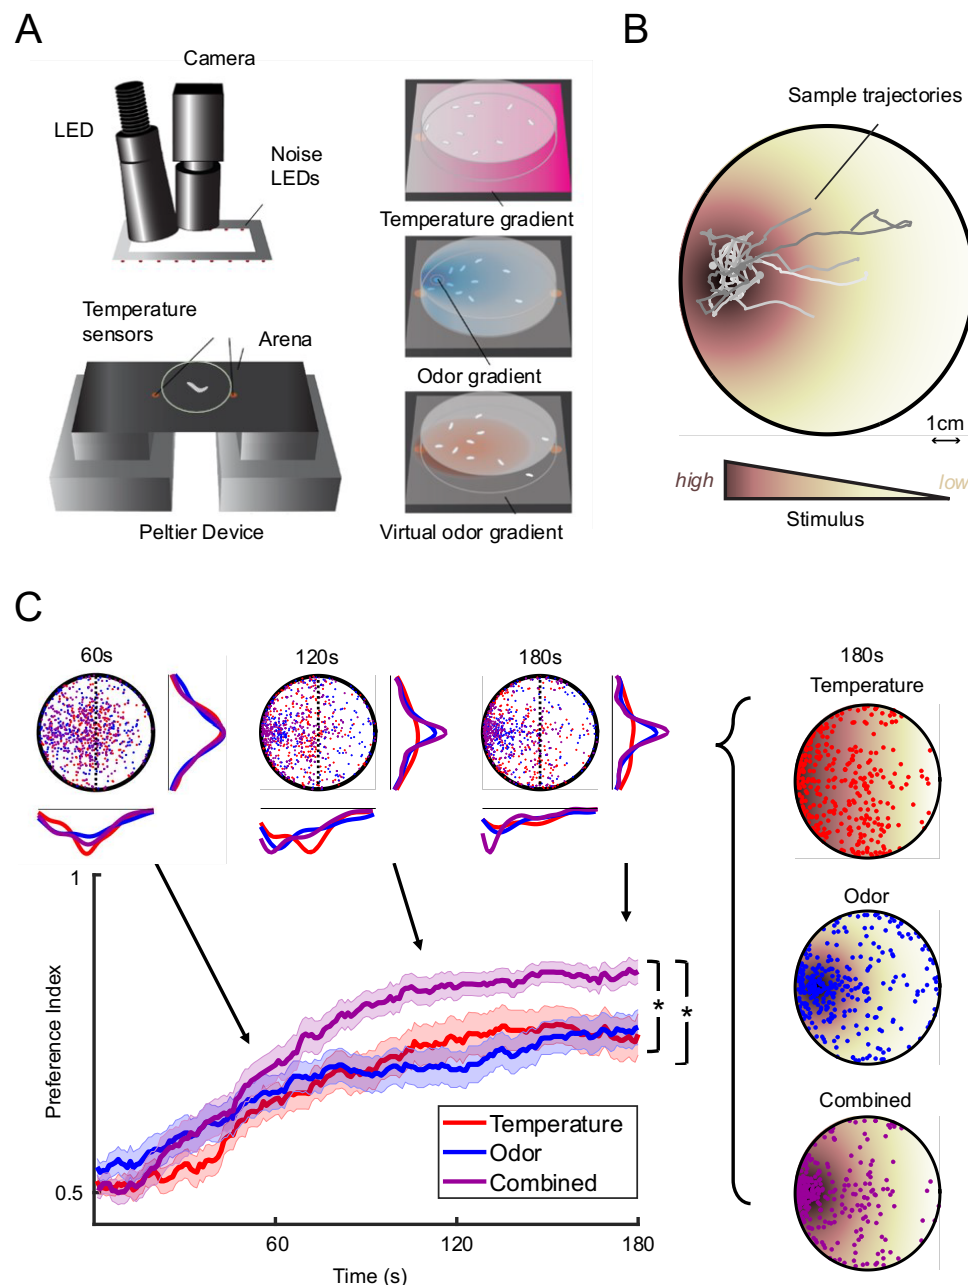 A
Camera
LED
Noise
LEDs
Temperature
sensors
Arena
Peltier Device
Temperature gradient
Odor gradient
Virtual odor gradient
B
Sample trajectories
1cm
high
low
Stimulus
C
60s
120s
180s
180s
Temperature
Odor
Combined
1
0.5
Preference Index
*
*
Temperature
Odor
Combined
60
120
180
Time (s)